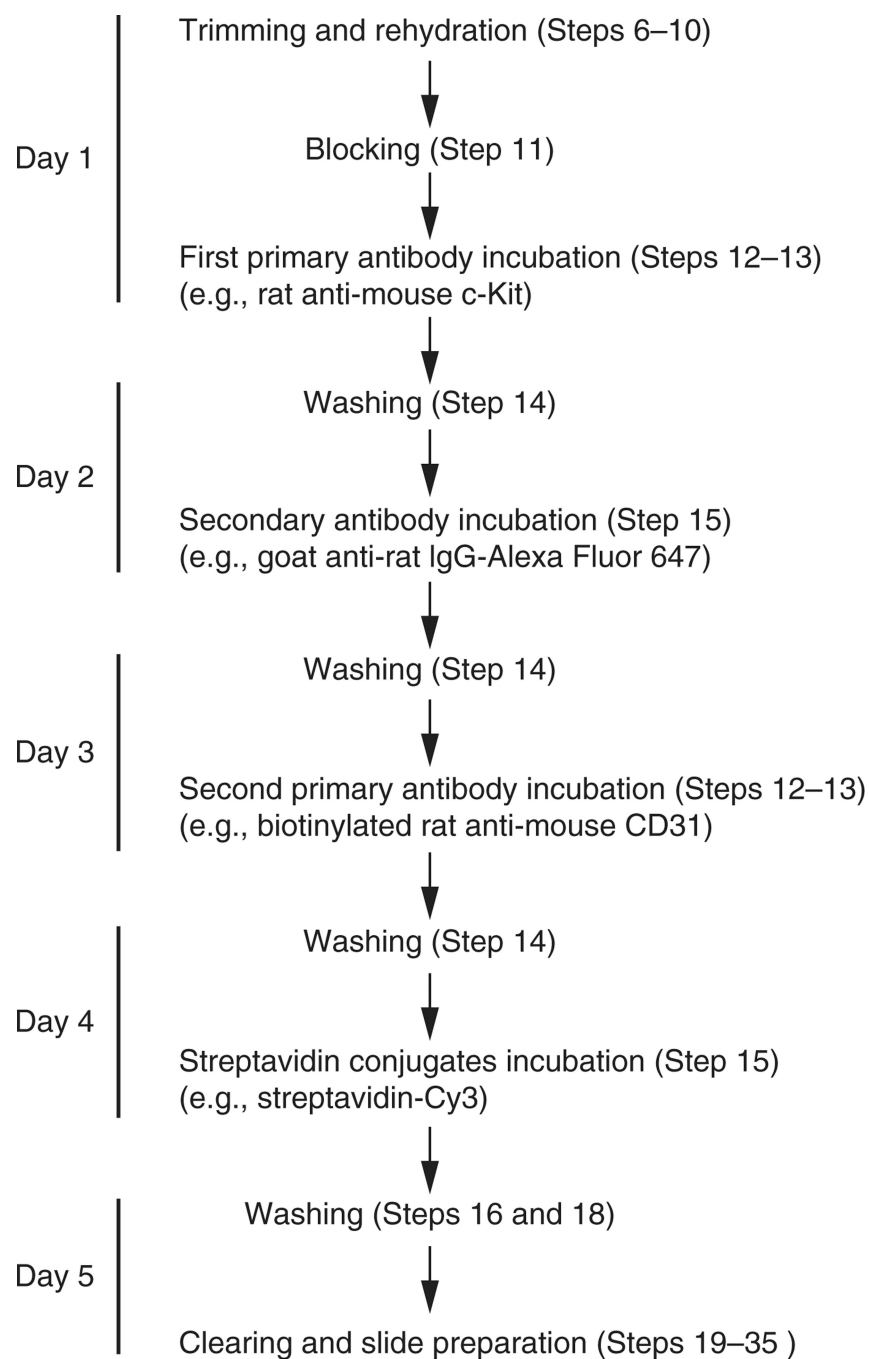 Trimming and rehydration (Steps 6–10)
Day 1
Blocking (Step 11)
First primary antibody incubation (Steps 12–13)
(e.g., rat anti-mouse c-Kit)
Washing (Step 14)
Day 2
Secondary antibody incubation (Step 15)
(e.g., goat anti-rat IgG-Alexa Fluor 647)
Washing (Step 14)
Day 3
Second primary antibody incubation (Steps 12–13)
(e.g., biotinylated rat anti-mouse CD31)
Washing (Step 14)
Day 4
Streptavidin conjugates incubation (Step 15)
(e.g., streptavidin-Cy3)
Washing (Steps 16 and 18)
Day 5
Clearing and slide preparation (Steps 19–35 )